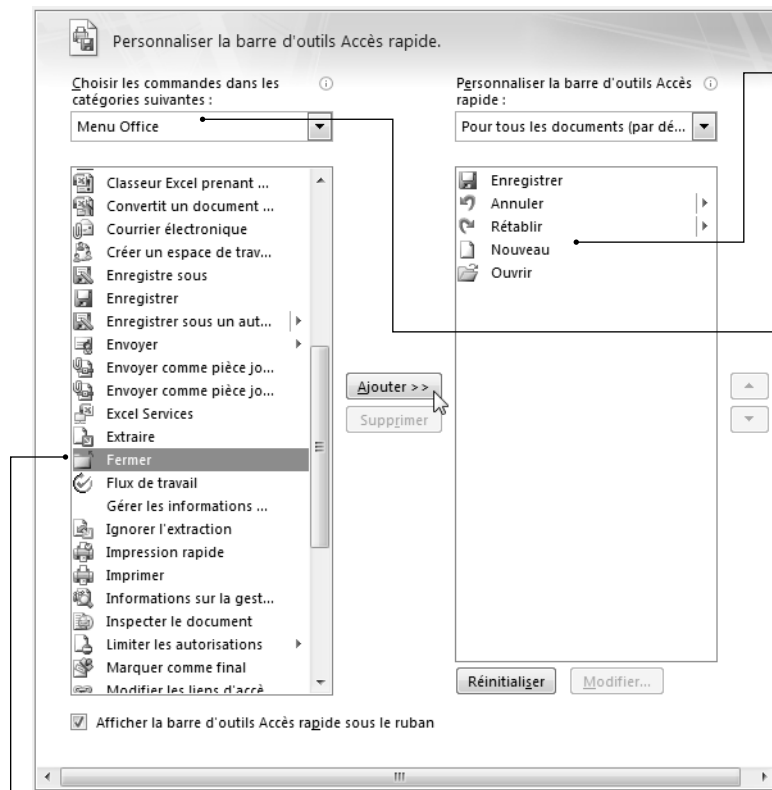 Personnaliser la barre d'outils Accès rapide.
Choisir les commandes dans les
catégories suivantes :
Menu Office
Classeur Excel prenant ...
Convertit un document ...
Courrier électronique
Créer un espace de trav...
Enregistre sous
Enregistrer
Enregistrer sous un aut...
Envoyer
Envoyer comme pièce jo...
Envoyer comme pièce jo...
Excel Services
Extraire
Fermer
Flux de travail
Gérer les informations ...
Ignorer l'extraction
Impression rapide
Imprimer
Informations sur la gest...
Inspecter le document
Limiter les autorisations
Marquer comme final
Modifier les liens d'accè
Afficher la barre d'outils Accès rapide sous le ruban
Ajouter >>
Supprimer
Personnaliser la barre d'outils Accès
rapide :
Pour tous les documents (par dé...
Enregistrer
Annuler
Rétablir
Nouveau
Ouvrir
Réinitialiser
Modifier...